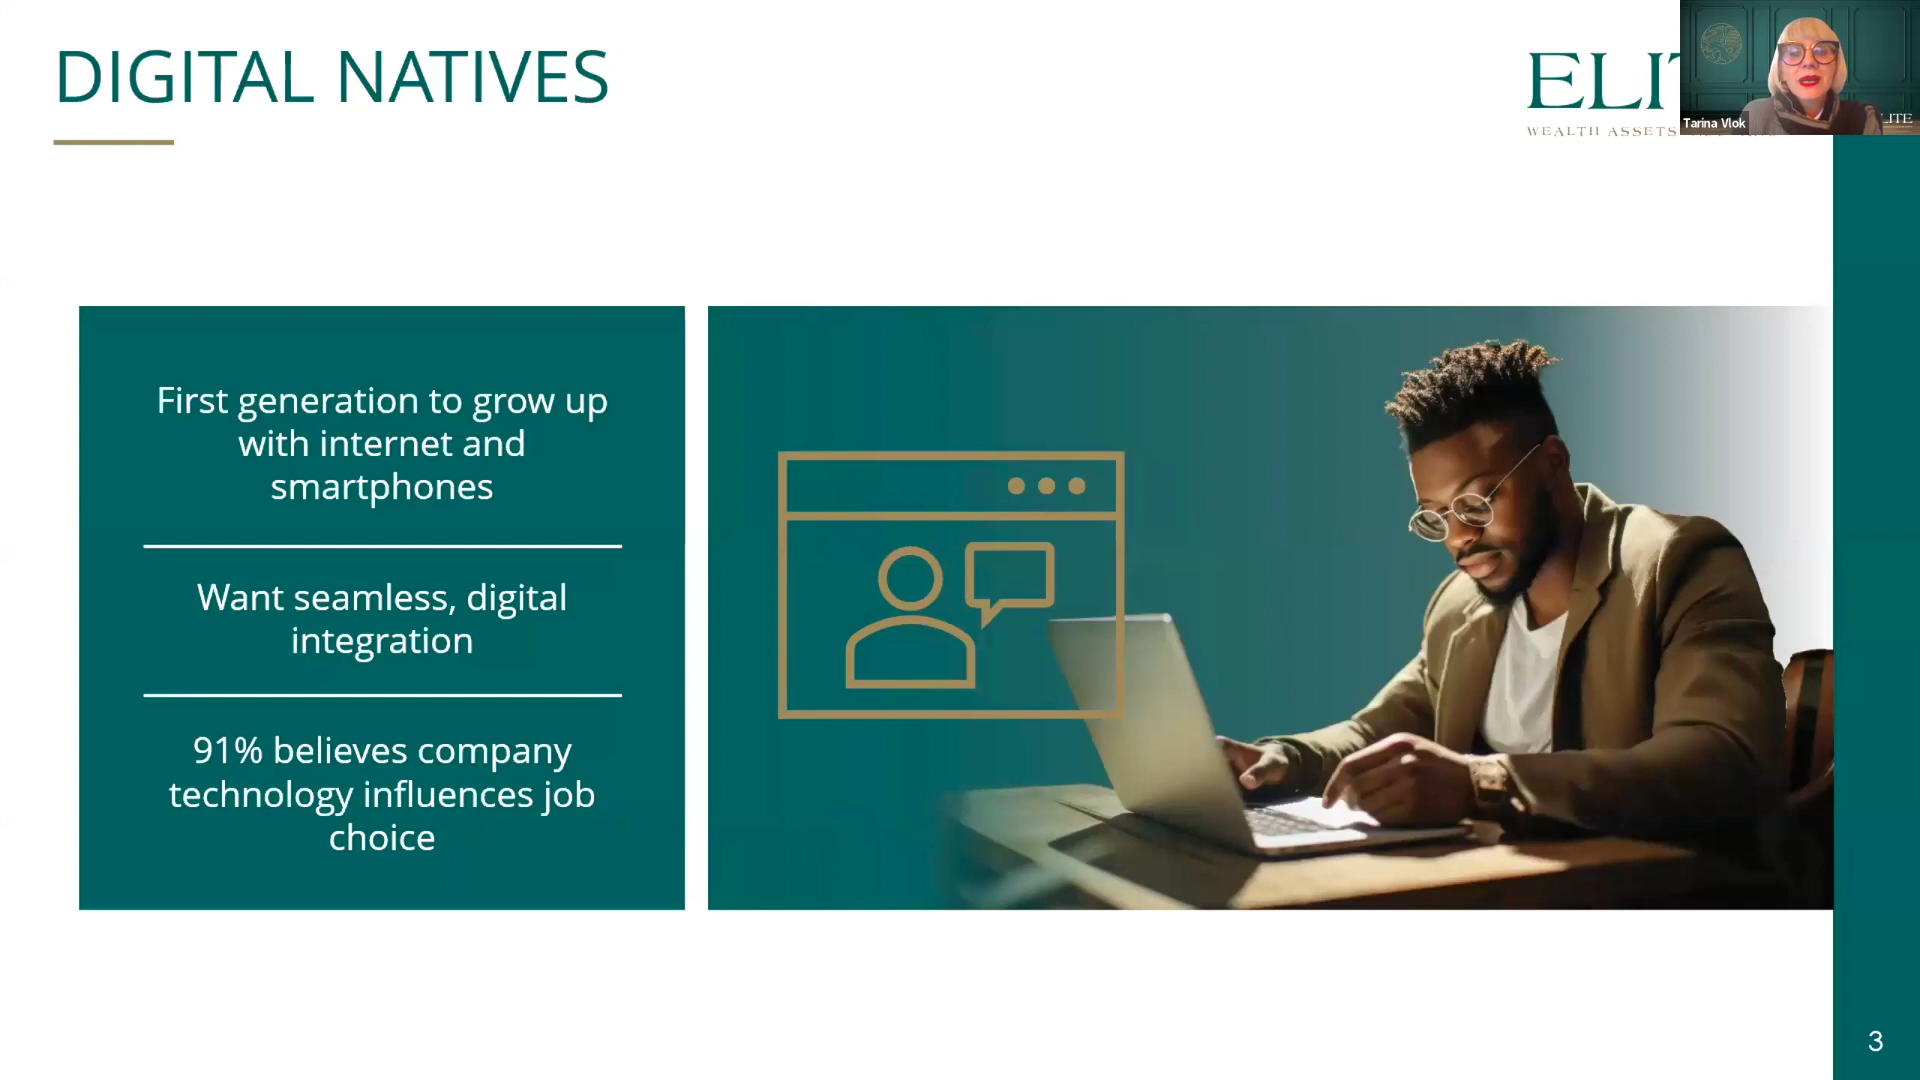 DIGITAL NATIVES
WEALTH ASSETS
Tarina Vlok
First generation to grow up
with internet and
smartphones
Want seamless, digital
integration
91% believes company
technology influences job
choice
3